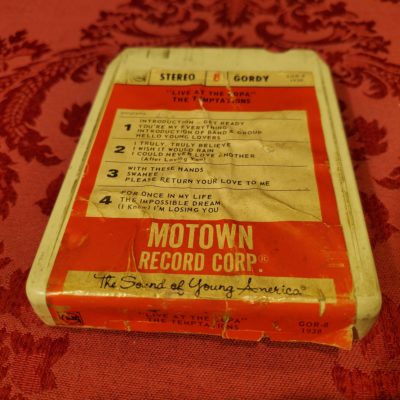 STEREO 8 GORDY
GOR-8
1938
"LIVE AT THE COPA"
THE TEMPTATIONS
programs
1 INTRODUCTION - GET READY
YOU'RE MY EVERYTHING
INTRODUCTION OF BAND & GROUP
HELLO YOUNG LOVERS
2 I TRULY, TRULY BELIEVE
I WISH IT WOULD RAIN
I COULD NEVER LOVE ANOTHER
(After Loving You)
3 WITH THESE HANDS
SWANEE
PLEASE RETURN YOUR LOVE TO ME
4 FOR ONCE IN MY LIFE
THE IMPOSSIBLE DREAM
(I Know) I'M LOSING YOU
MOTOWN
RECORD CORP.®
The Sound of Young America
"LIVE AT THE COPA"
THE TEMPTATIONS
GOR-8
1938